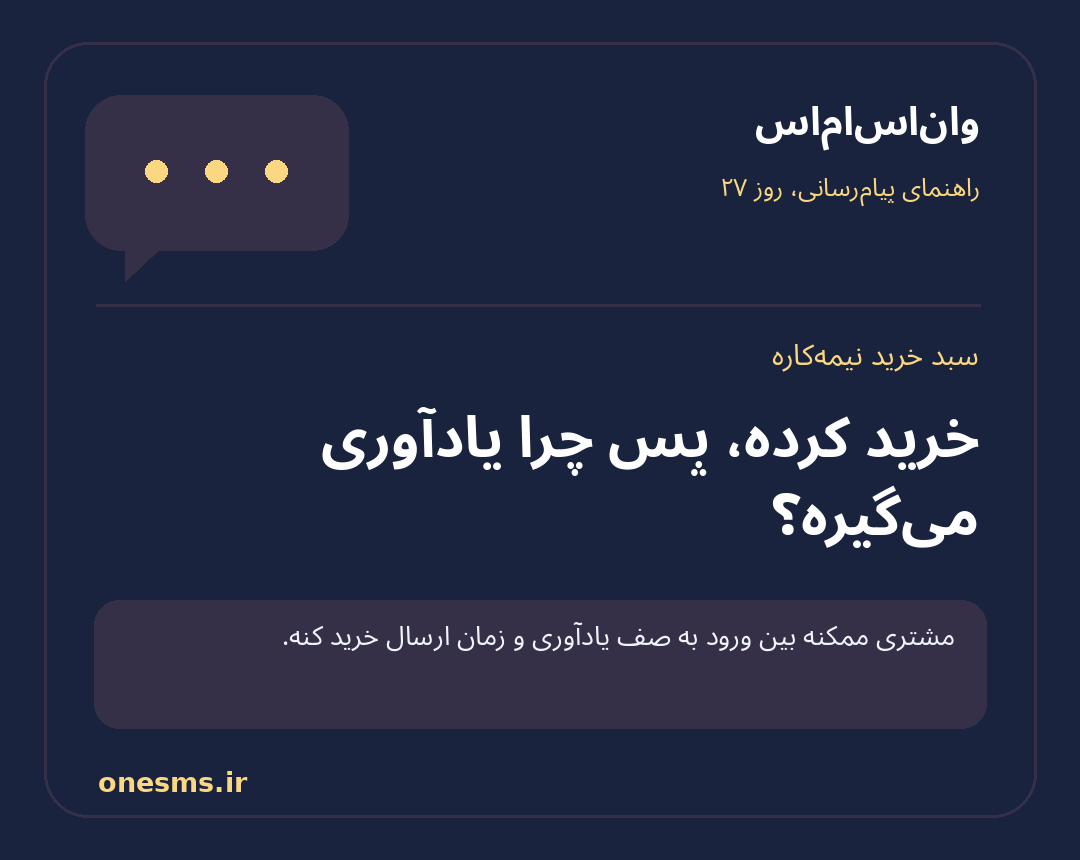 وان‌اس‌ام‌اس
راهنمای پیام‌رسانی، روز ۲۷
سبد خرید نیمه‌کاره
خرید کرده، پس چرا یادآوری
می‌گیره؟
مشتری ممکنه بین ورود به صف یادآوری و زمان ارسال خرید کنه.
onesms.ir